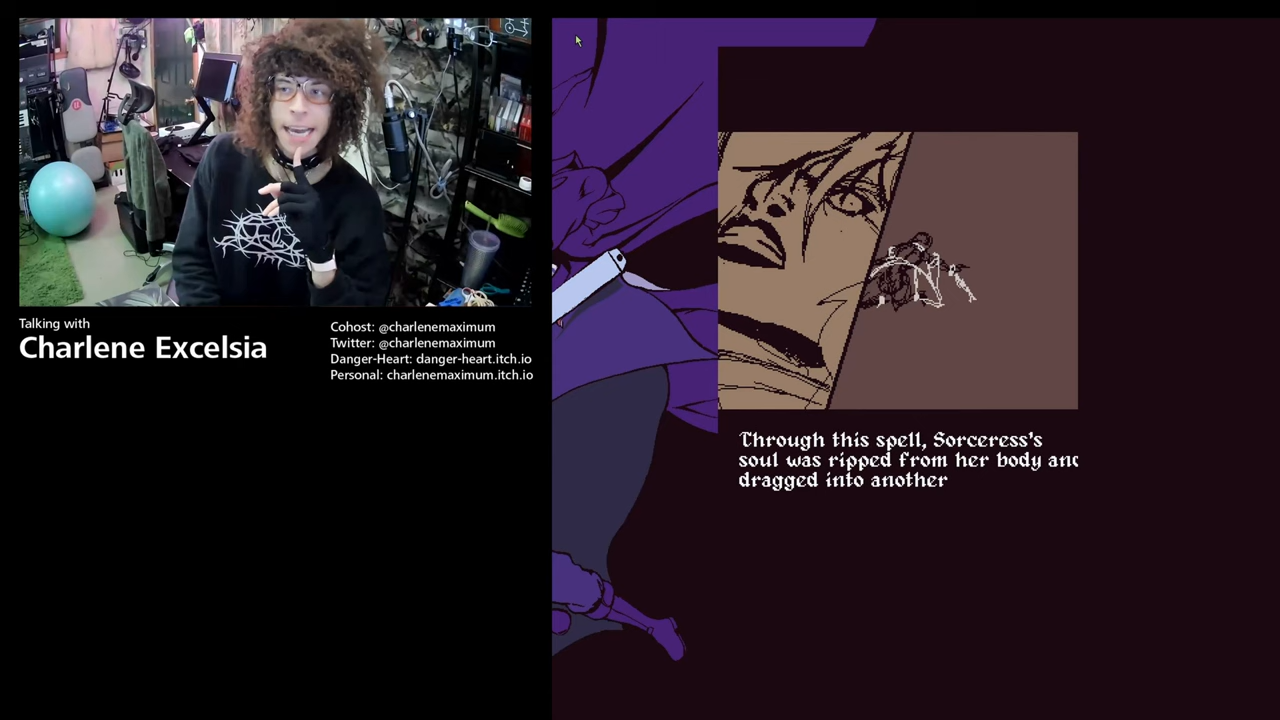 Talking with
Charlene Excelsia
Cohost: @charlenemaximum
Twitter: @charlenemaximum
Danger-Heart: danger-heart.itch.io
Personal: charlenemaximum.itch.io
Through this spell, Sorceress's
soul was ripped from her body and
dragged into another